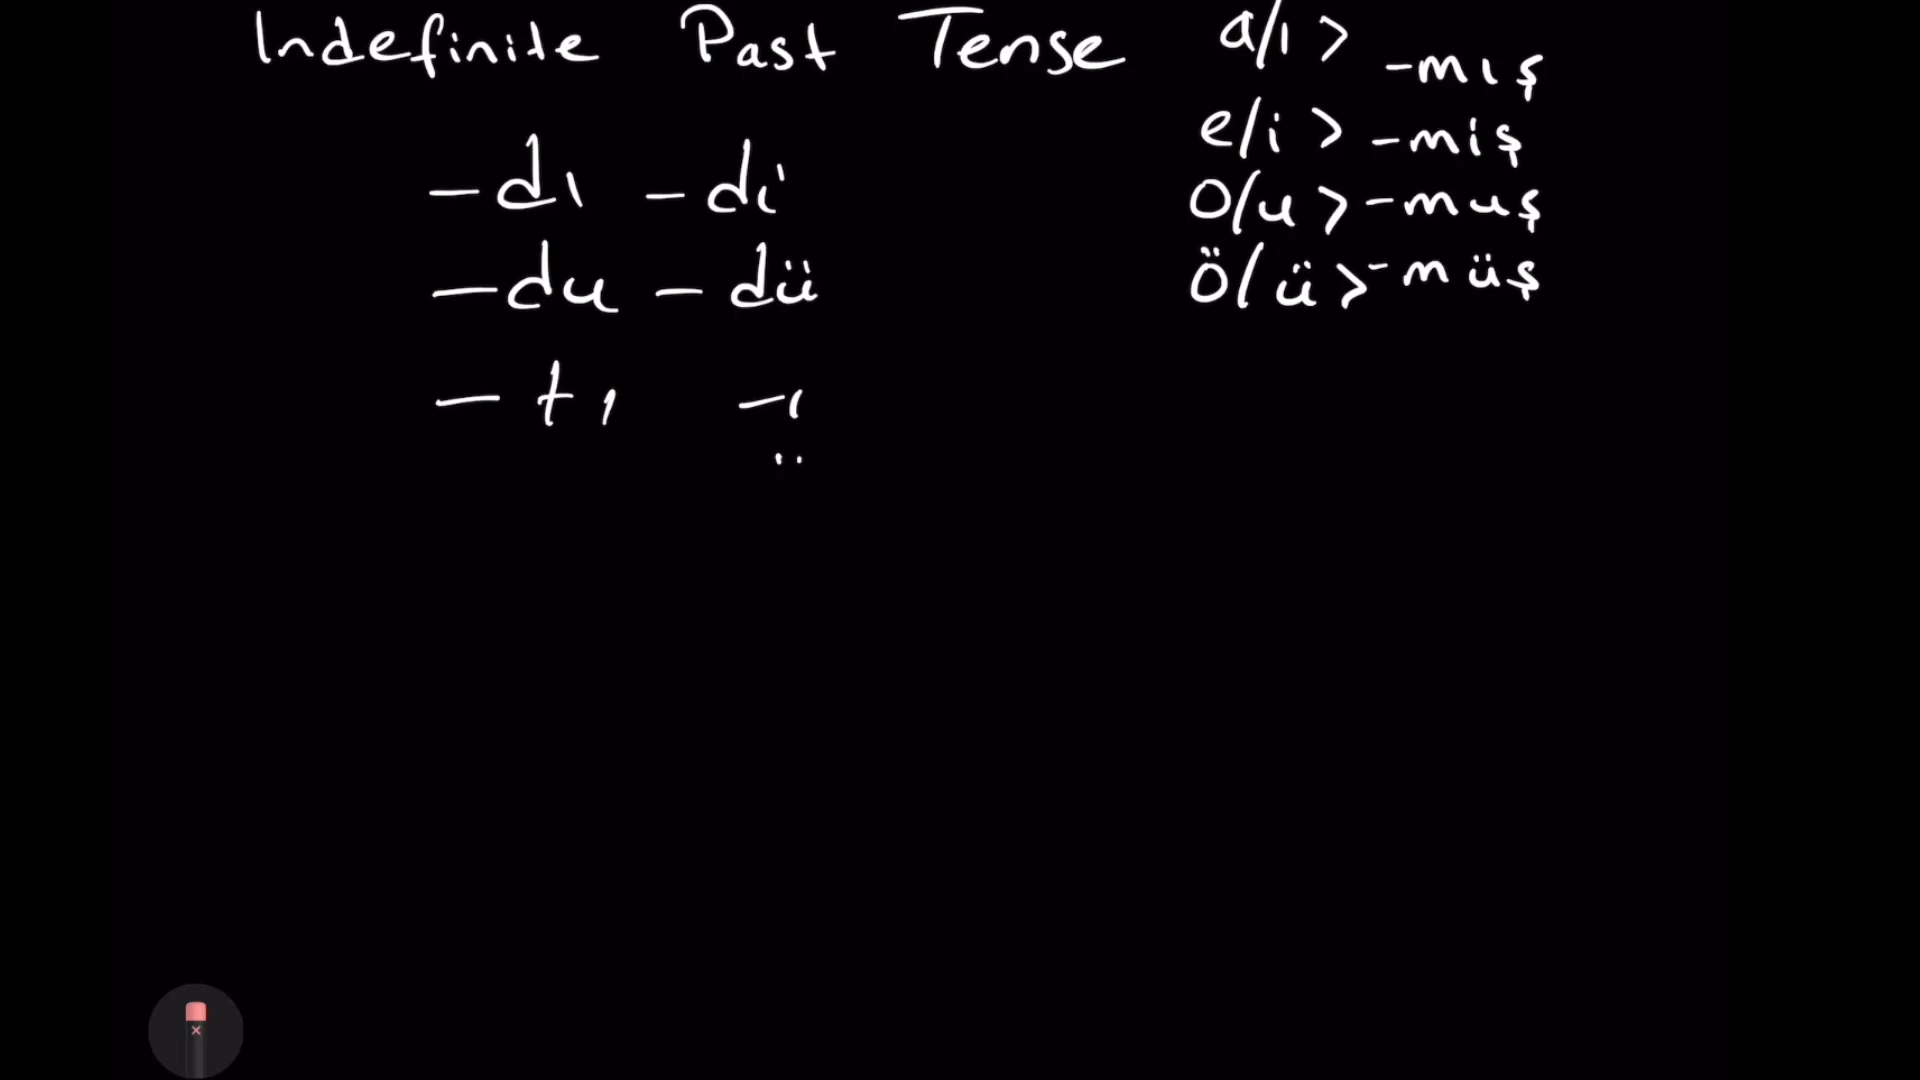 Indefinite Past Tense
-dı -di
-du -dü
-tı
a/ı > -mış
e/i > -miş
o/u > -muş
ö/ü > -müş